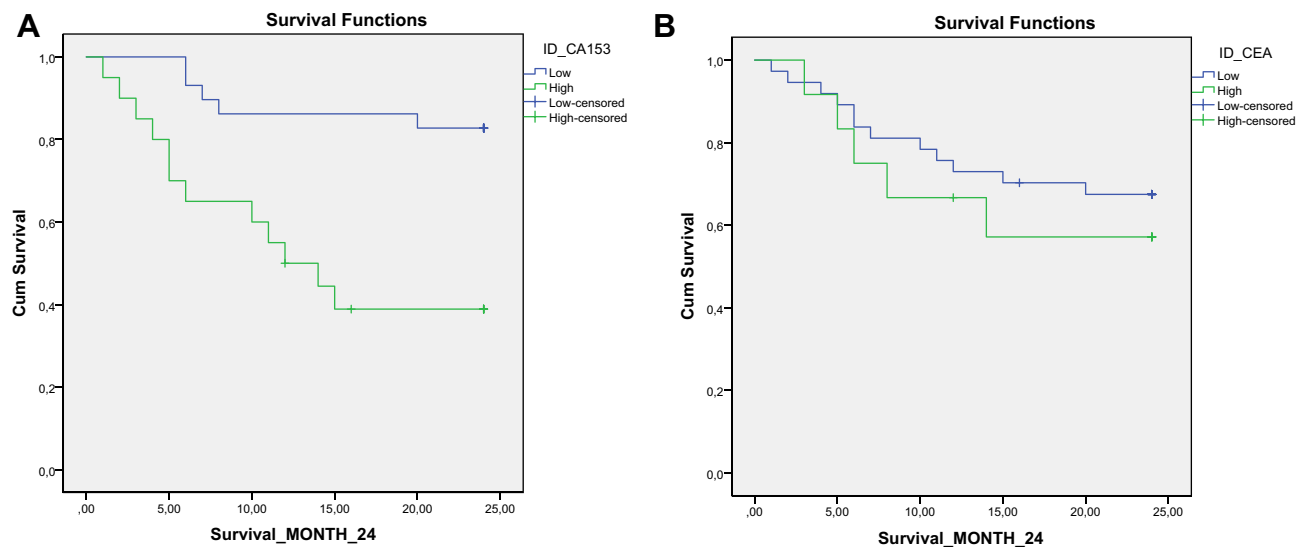 A
Survival Functions
ID_CA153
Low
High
Low-censored
High-censored
Cum Survival
1,0
0,8
0,6
0,4
0,2
0,0
,00 5,00 10,00 15,00 20,00 25,00
Survival_MONTH_24
B
Survival Functions
ID_CEA
Low
High
Low-censored
High-censored
Cum Survival
1,0
0,8
0,6
0,4
0,2
0,0
,00 5,00 10,00 15,00 20,00 25,00
Survival_MONTH_24